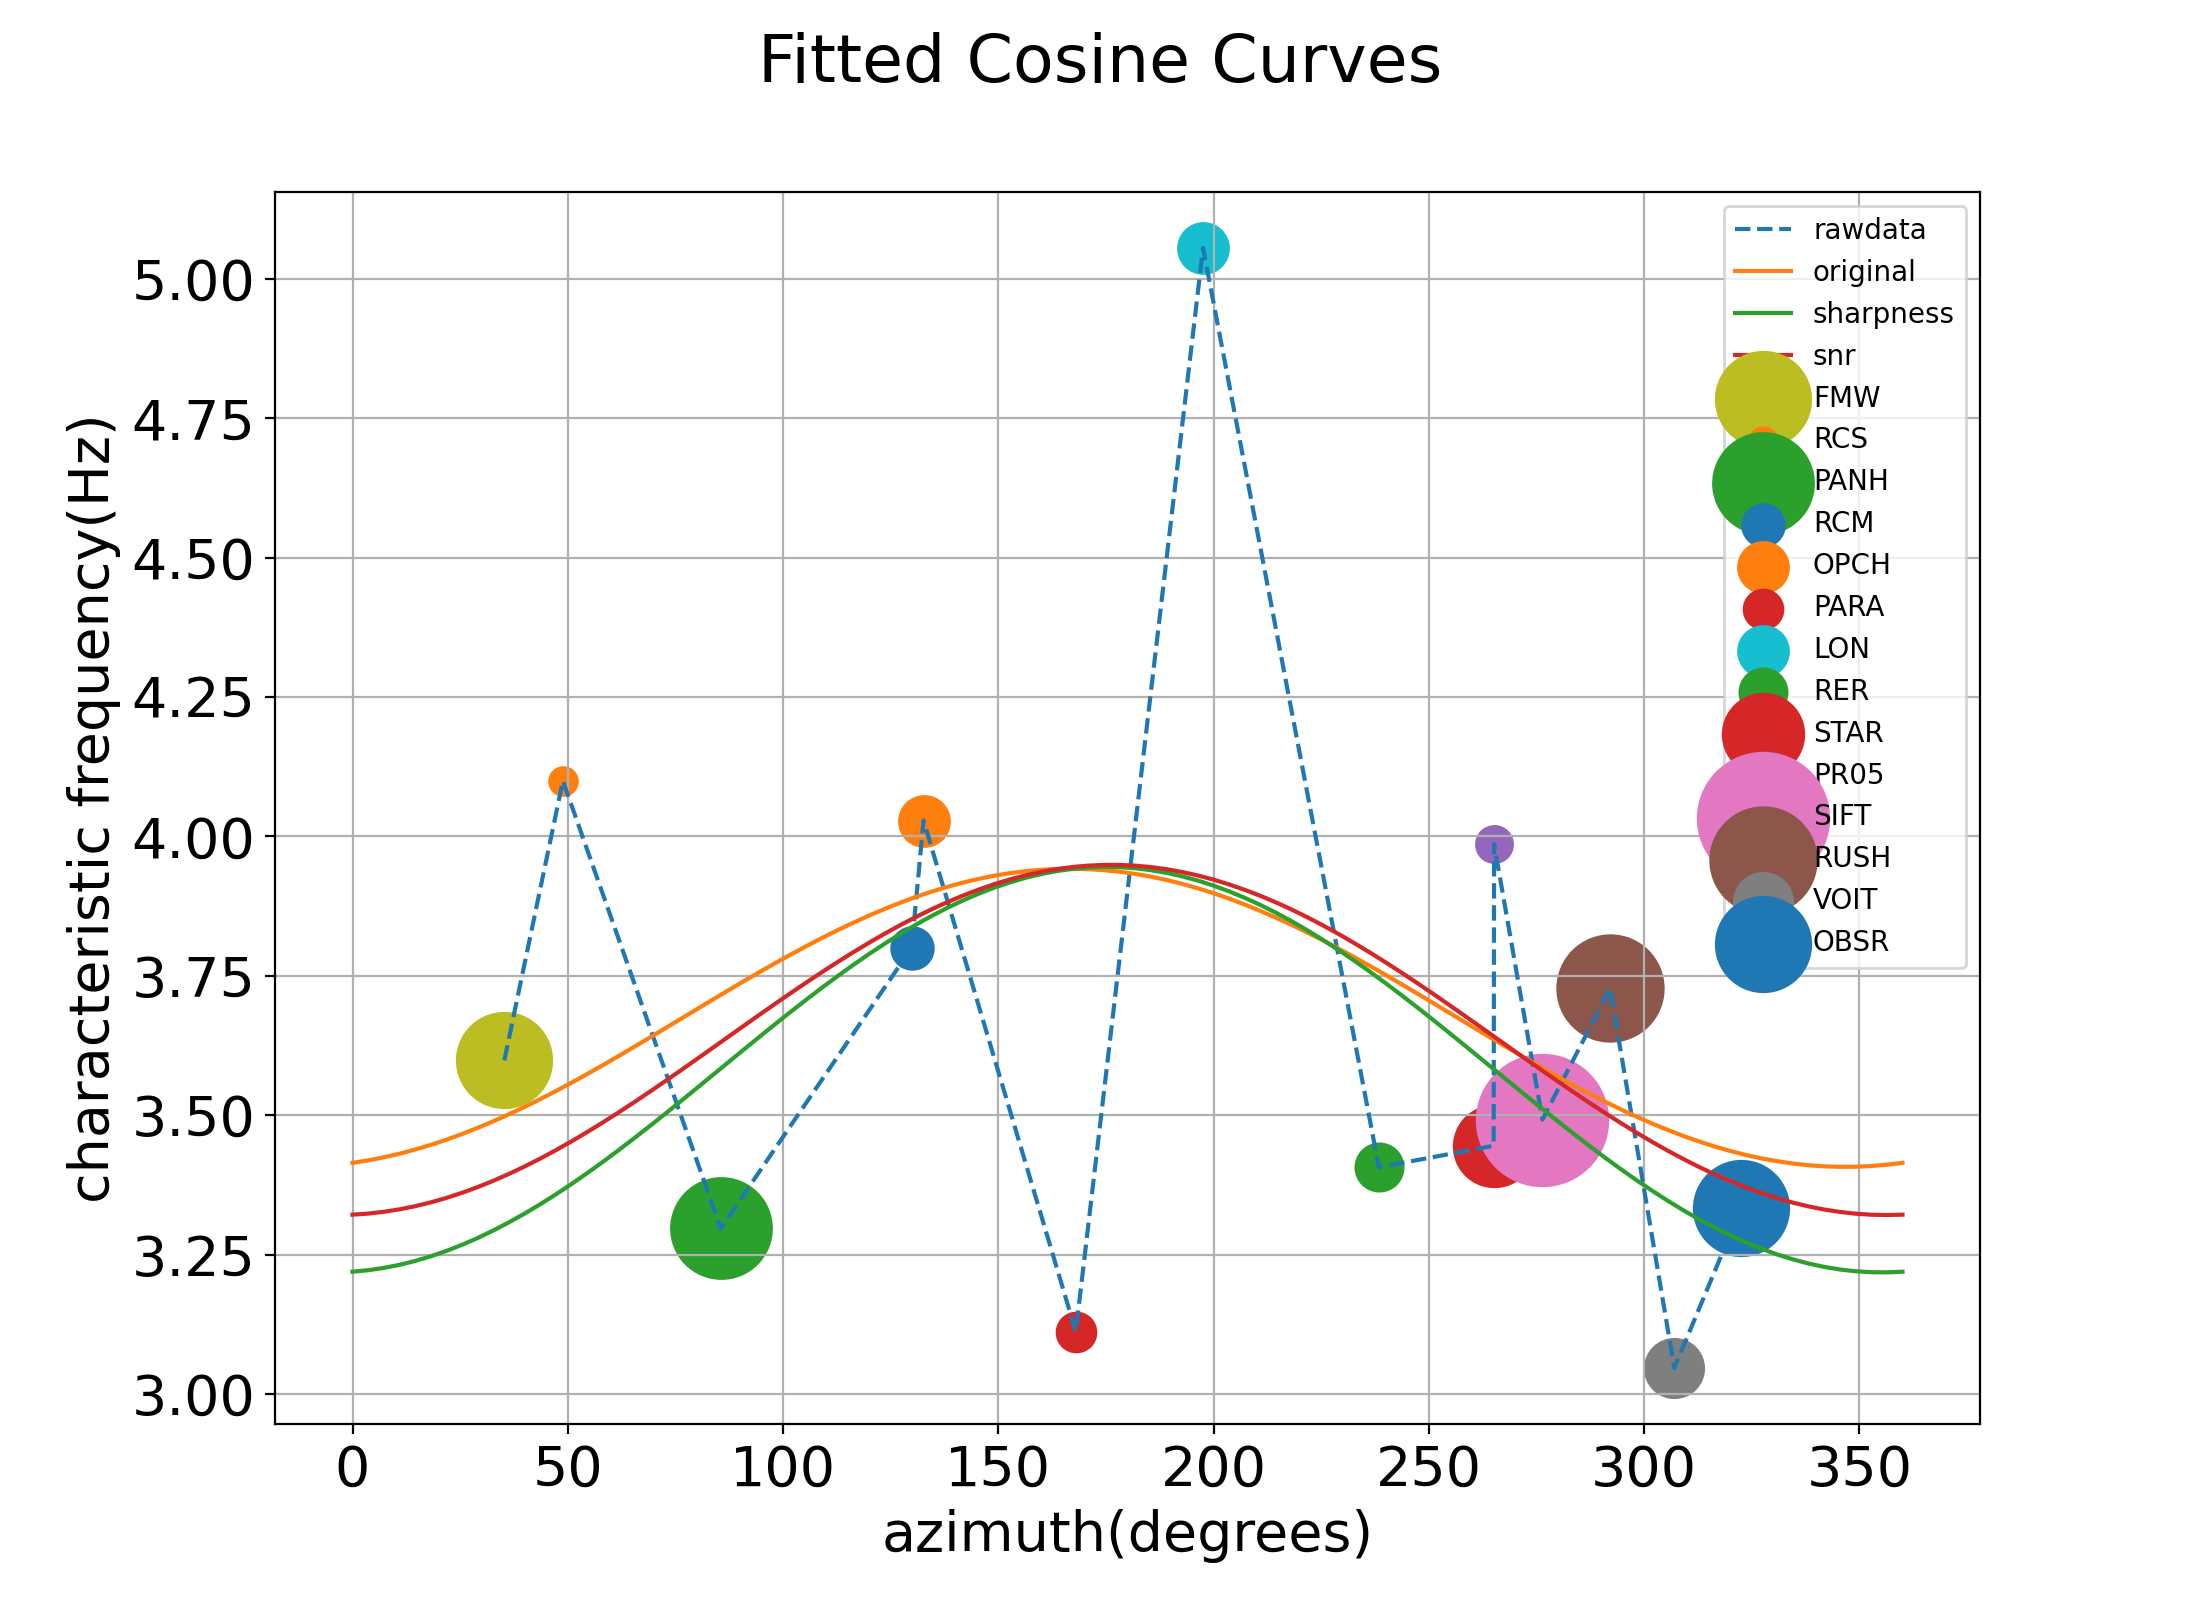 Fitted Cosine Curves
characteristic frequency(Hz)
5.00
4.75
4.50
4.25
4.00
3.75
3.50
3.25
3.00
rawdata
original
sharpness
snr
FMW
RCS
PANH
RCM
OPCH
PARA
LON
RER
STAR
PR05
SIFT
RUSH
VOIT
OBSR
0 50 100 150 200 250 300 350
azimuth(degrees)